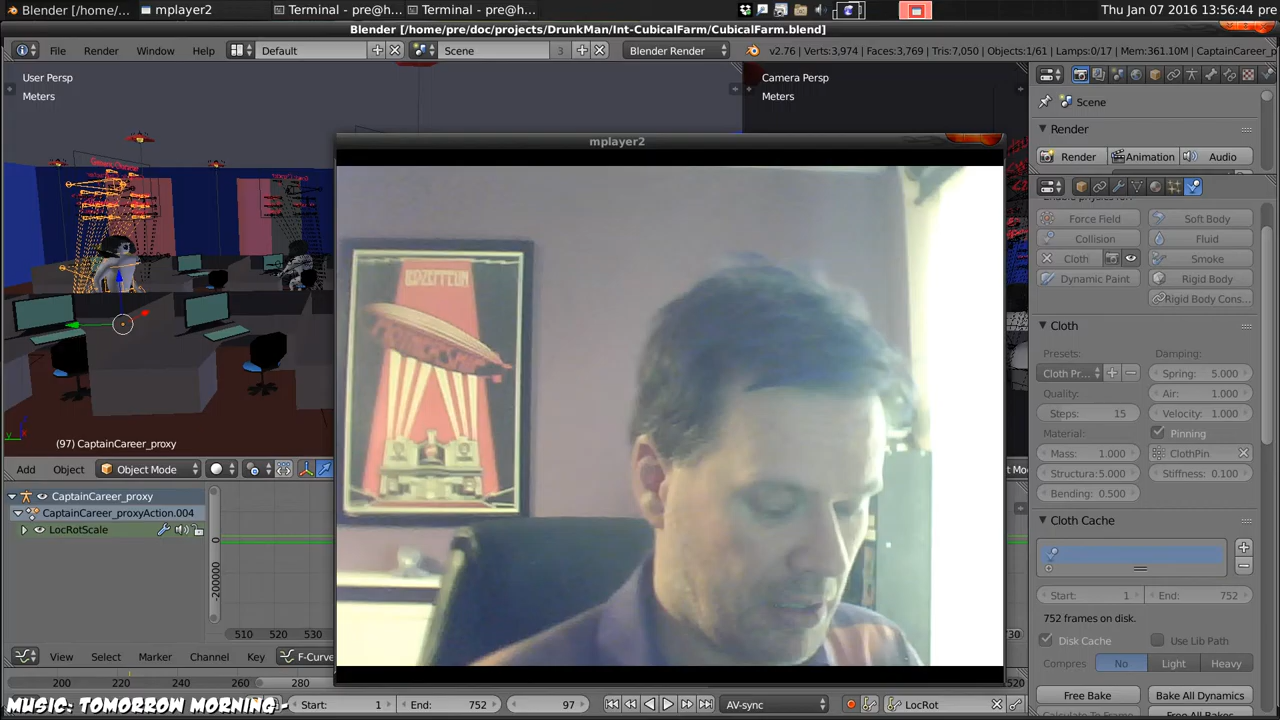 Blender [/home/...
mplayer2
Terminal - pre@h...
Terminal - pre@h...
Thu Jan 07 2016 13:56:44 pre
Blender [/home/pre/doc/projects/DrunkMan/Int-CubicalFarm/CubicalFarm.blend]
File Render Window Help Default Scene 3 Blender Render v2.76 | Verts:3,974 | Faces:3,769 | Tris:7,050 | Objects:1/61 | Lamps:0/17 | Mem:361.10M | CaptainCareer_p
User Persp
Meters
Camera Persp
Meters
Scene
Render
Render Animation Audio
mplayer2
LED ZEPPELIN
Force Field Soft Body
Collision Fluid
Cloth Smoke
Dynamic Paint Rigid Body
Rigid Body Cons...
Cloth
Presets: Damping:
Cloth Pr... Spring: 5.000
Quality: Air: 1.000
Steps: 15 Velocity: 1.000
Material: Pinning
Mass: 1.000 ClothPin
Structura:5.000 Stiffness: 0.100
Bending: 0.500
Cloth Cache
Start: 1 End: 752
752 frames on disk.
Disk Cache Use Lib Path
Compres No Light Heavy
Free Bake Bake All Dynamics
(97) CaptainCareer_proxy
Add Object Object Mode
CaptainCareer_proxy
CaptainCareer_proxyAction.004
LocRotScale
0
-200000
510 520 530
View Select Marker Channel Key F-Curve
200 220 240 260 280
520
MUSIC: TOMORROW MORNING -
Start: 1 End: 752 97 AV-sync LocRot